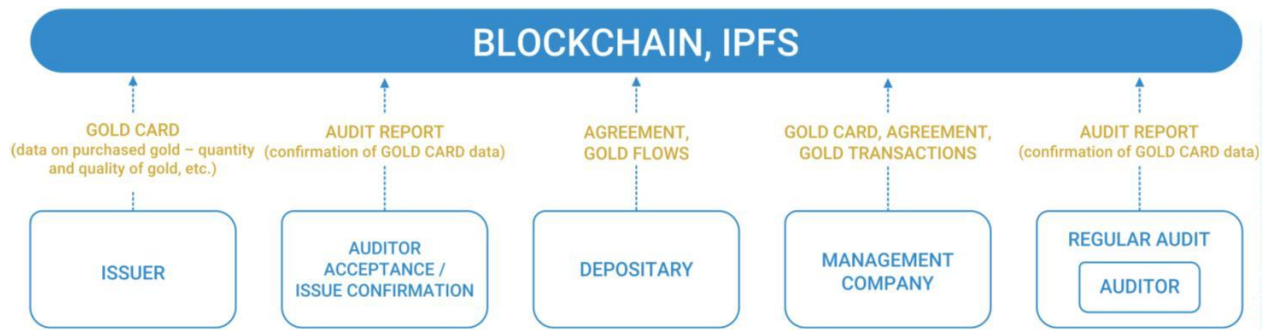 BLOCKCHAIN, IPFS
GOLD CARD
(data on purchased gold – quantity
and quality of gold, etc.)
AUDIT REPORT
(confirmation of GOLD CARD data)
AGREEMENT,
GOLD FLOWS
GOLD CARD, AGREEMENT,
GOLD TRANSACTIONS
AUDIT REPORT
(confirmation of GOLD CARD data)
ISSUER
AUDITOR
ACCEPTANCE /
ISSUE CONFIRMATION
DEPOSITARY
MANAGEMENT
COMPANY
REGULAR AUDIT
AUDITOR